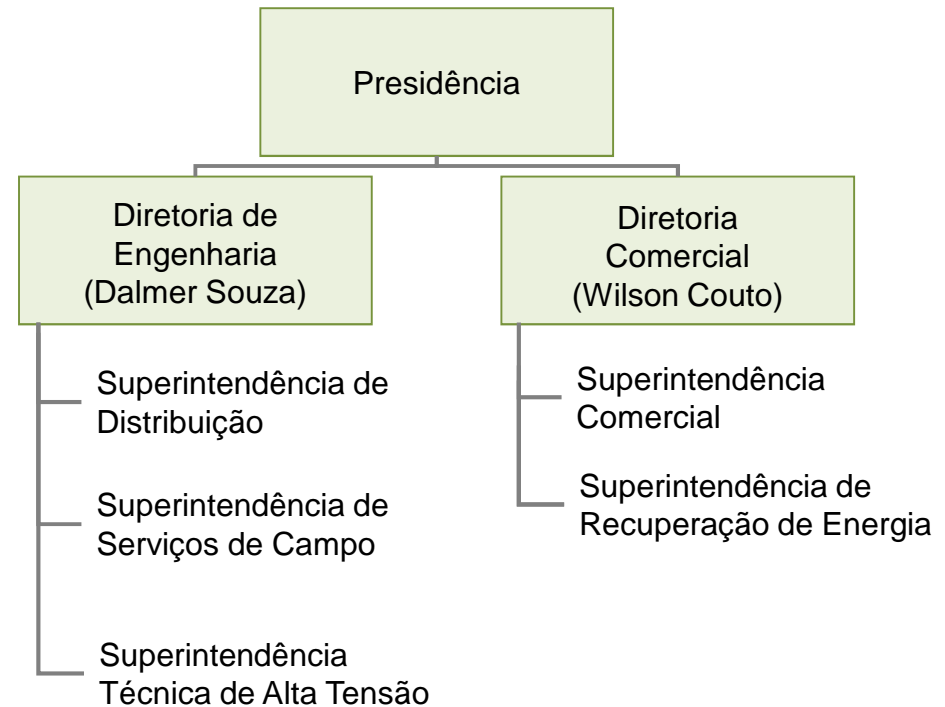 Presidência
Diretoria de
Engenharia
(Dalmer Souza)
Superintendência de
Distribuição
Superintendência de
Serviços de Campo
Superintendência
Técnica de Alta Tensão
Diretoria
Comercial
(Wilson Couto)
Superintendência
Comercial
Superintendência de
Recuperação de Energia